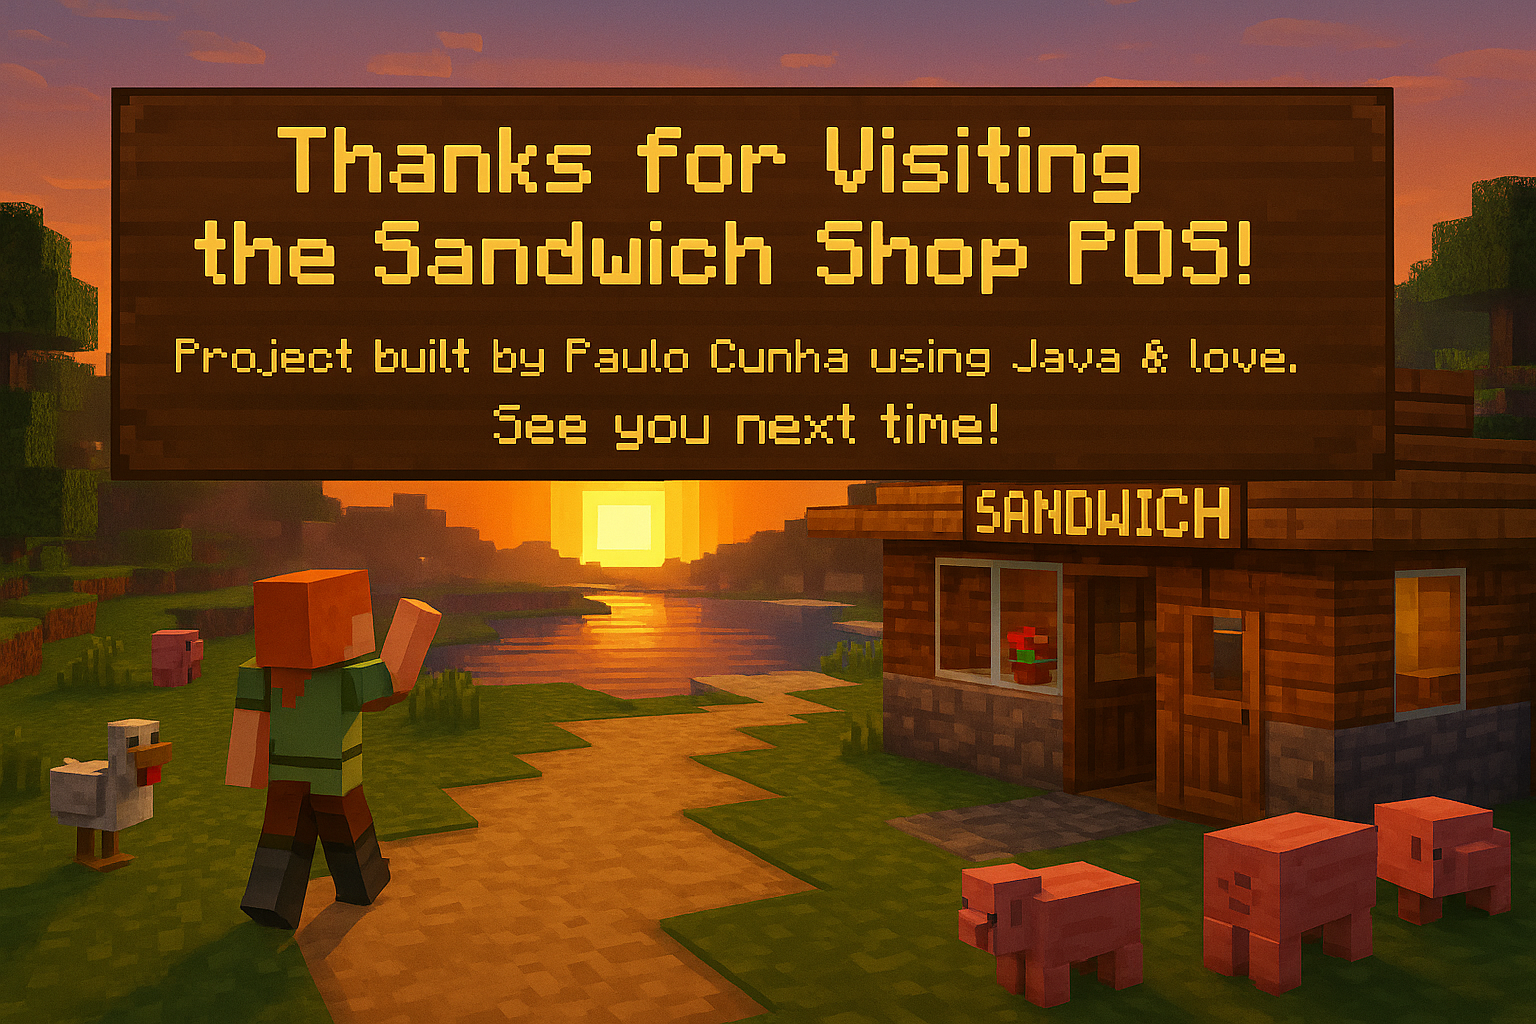 Thanks for Visiting
the Sandwich Shop POS!
Project built by Paulo Cunha using Java & love.
See you next time!
SANDWICH